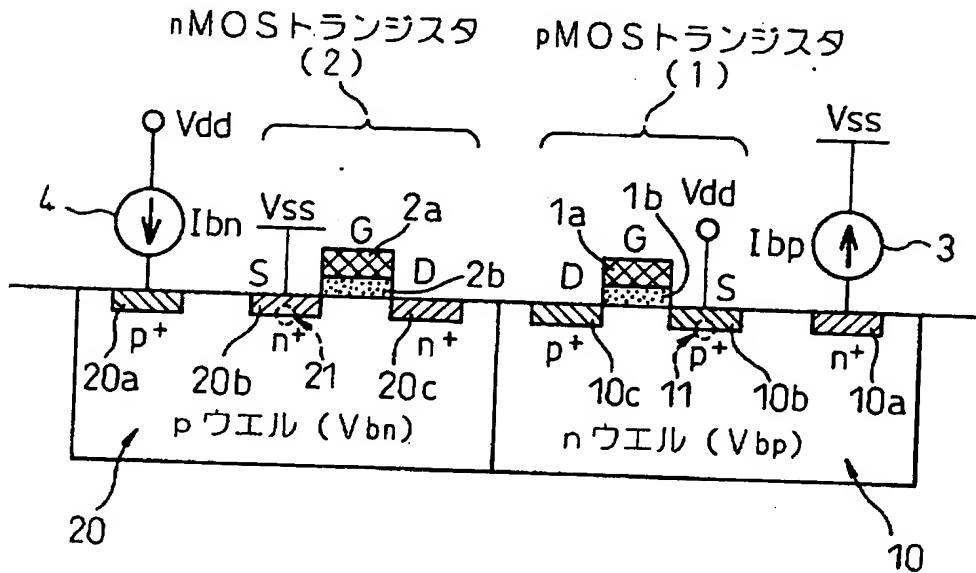 nMOSトランジスタ
(2)
pMOSトランジスタ
(1)
Vdd
Vss
4
Ibn
Vss
2a
1a
1b
Vdd
G
G
Ibp
3
S
D
2b
D
S
p+
n+
n+
p+
p+
n+
20a
20b
21
20c
10c
11
10b
10a
pウエル(Vbn)
nウエル(Vbp)
20
10